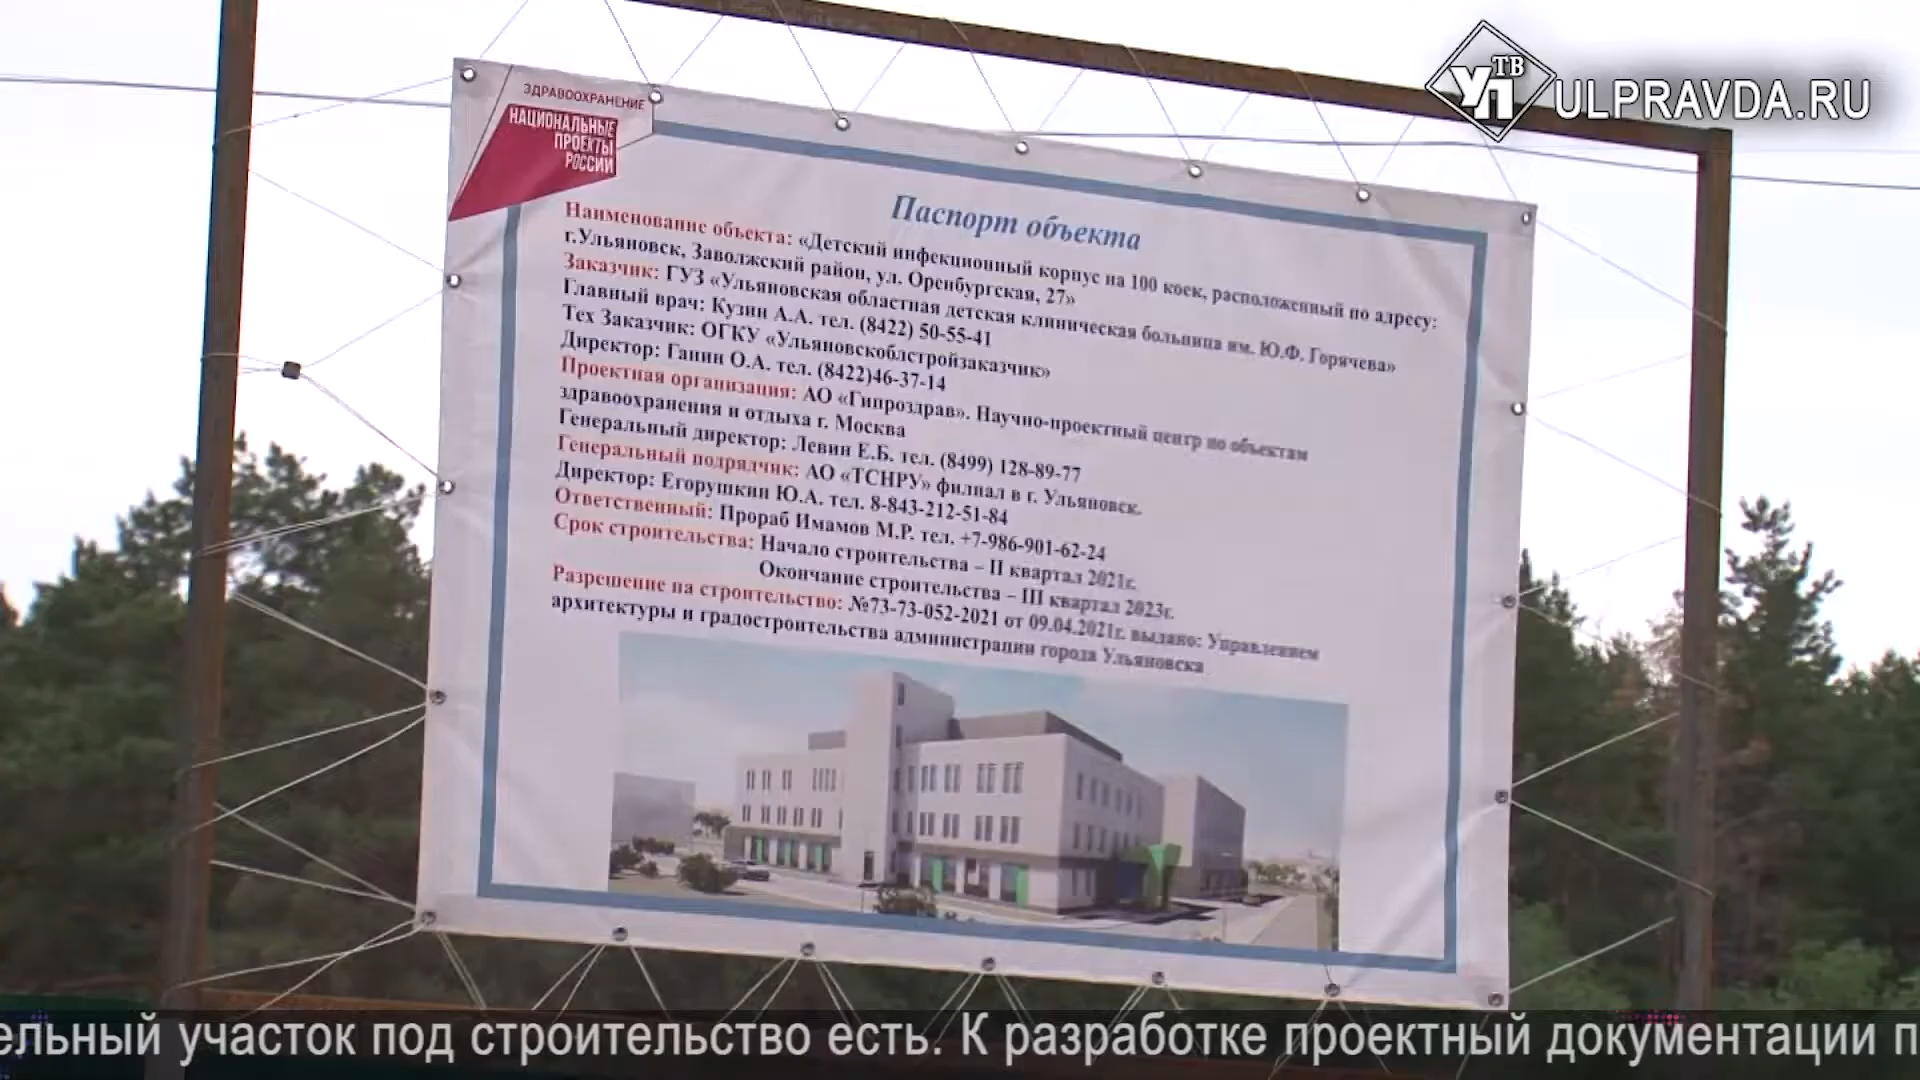 ТВ
УП
ULPRAVDA.RU
ЗДРАВООХРАНЕНИЕ
НАЦИОНАЛЬНЫЕ
ПРОЕКТЫ
РОССИИ
Паспорт объекта
Наименование объекта: «Детский инфекционный корпус на 100 коек, расположенный по адресу:
г.Ульяновск, Заволжский район, ул. Оренбургская, 27»
Заказчик: ГУЗ «Ульяновская областная детская клиническая больница им. Ю.Ф. Горячева»
Главный врач: Кузин А.А. тел. (8422) 50-55-41
Тех Заказчик: ОГКУ «Ульяновскоблстройзаказчик»
Директор: Ганин О.А. тел. (8422)46-37-14
Проектная организация: АО «Гипроздрав». Научно-проектный центр по объектам
здравоохранения и отдыха г. Москва
Генеральный директор: Левин Е.Б. тел. (8499) 128-89-77
Генеральный подрядчик: АО «ТСНРУ» филиал в г. Ульяновск.
Директор: Егорушкин Ю.А. тел. 8-843-212-51-84
Ответственный: Прораб Имамов М.Р. тел. +7-986-901-62-24
Срок строительства: Начало строительства – II квартал 2021г.
Окончание строительства – III квартал 2023г.
Разрешение на строительство: №73-73-052-2021 от 09.04.2021г. выдано: Управлением
архитектуры и градостроительства администрации города Ульяновска
ельный участок под строительство есть. К разработке проектный документации п